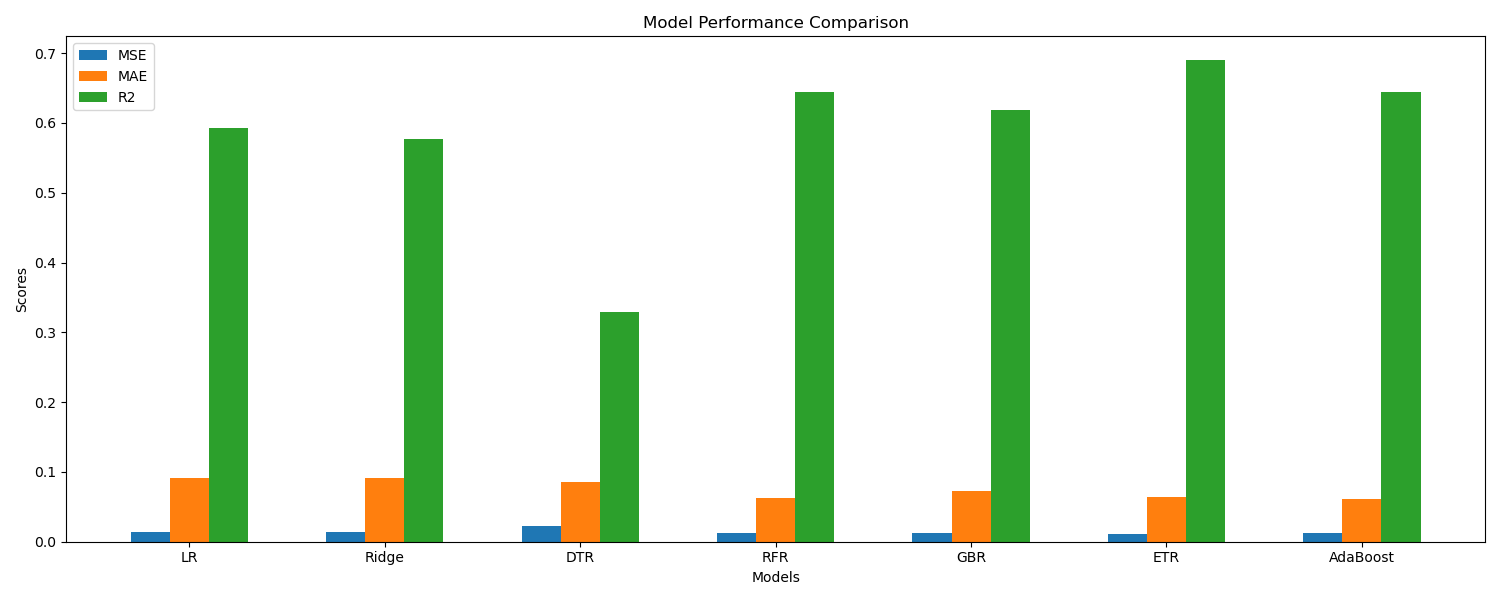 Model Performance Comparison
MSE
MAE
R2
Scores
0.7
0.6
0.5
0.4
0.3
0.2
0.1
0.0
LR Ridge DTR RFR GBR ETR AdaBoost
Models